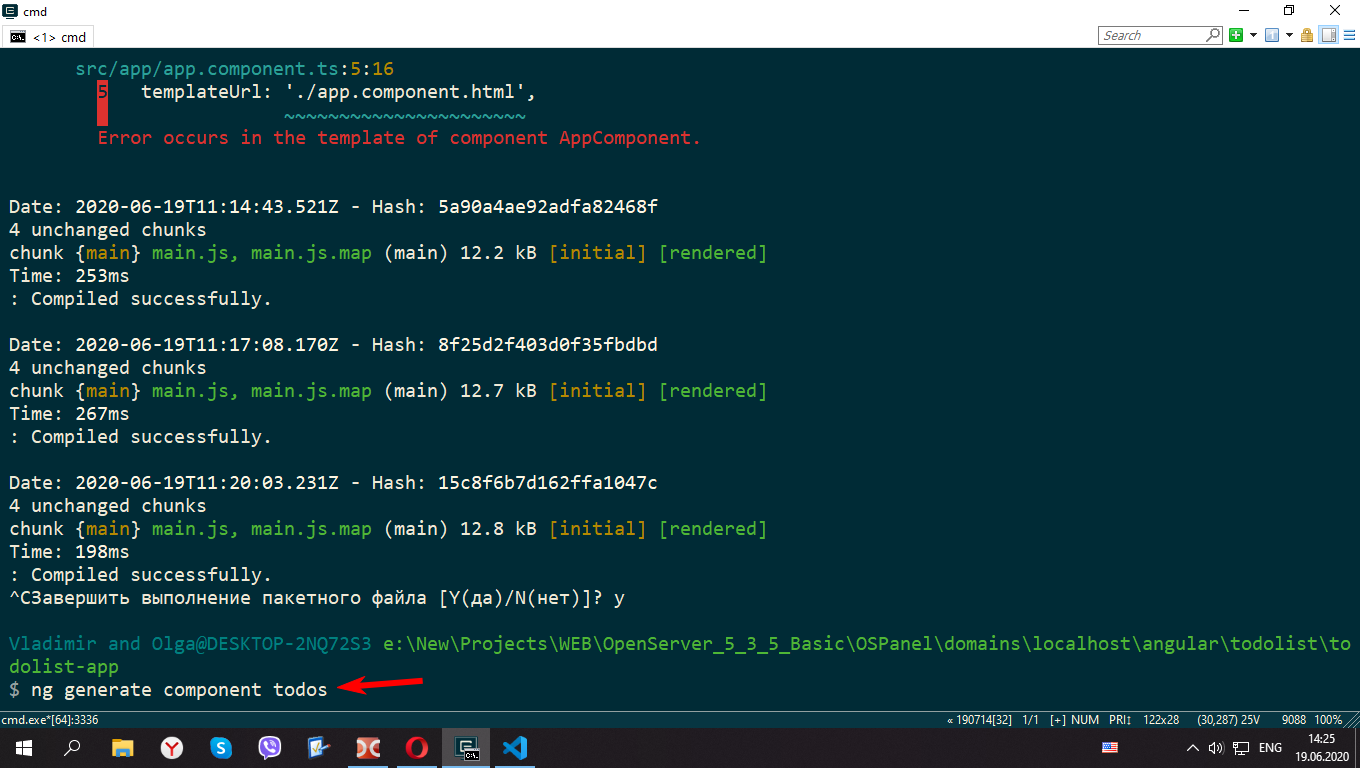 cmd
<1> cmd
Search
src/app/app.component.ts:5:16
5 templateUrl: './app.component.html',
~~~~~~~~~~~~~~~~~~~~~~
Error occurs in the template of component AppComponent.
Date: 2020-06-19T11:14:43.521Z - Hash: 5a90a4ae92adfa82468f
4 unchanged chunks
chunk {main} main.js, main.js.map (main) 12.2 kB [initial] [rendered]
Time: 253ms
: Compiled successfully.
Date: 2020-06-19T11:17:08.170Z - Hash: 8f25d2f403d0f35fbdbd
4 unchanged chunks
chunk {main} main.js, main.js.map (main) 12.7 kB [initial] [rendered]
Time: 267ms
: Compiled successfully.
Date: 2020-06-19T11:20:03.231Z - Hash: 15c8f6b7d162ffa1047c
4 unchanged chunks
chunk {main} main.js, main.js.map (main) 12.8 kB [initial] [rendered]
Time: 198ms
: Compiled successfully.
^CЗавершить выполнение пакетного файла [Y(да)/N(нет)]? y
Vladimir and Olga@DESKTOP-2NQ72S3 e:\New\Projects\WEB\OpenServer_5_3_5_Basic\OSPanel\domains\localhost\angular\todolist\to
dolist-app
$ ng generate component todos
cmd.exe*[64]:3336 « 190714[32] 1/1 [+] NUM PRI↕ 122x28 (30,287) 25V 9088 100%
ENG
14:25
19.06.2020